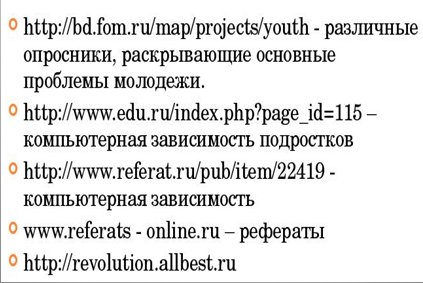 http://bd.fom.ru/map/projects/youth - различные
опросники, раскрывающие основные
проблемы молодежи.
http://www.edu.ru/index.php?page_id=115 –
компьютерная зависимость подростков
http://www.referat.ru/pub/item/22419 -
компьютерная зависимость
www.referats - online.ru – рефераты
http://revolution.allbest.ru